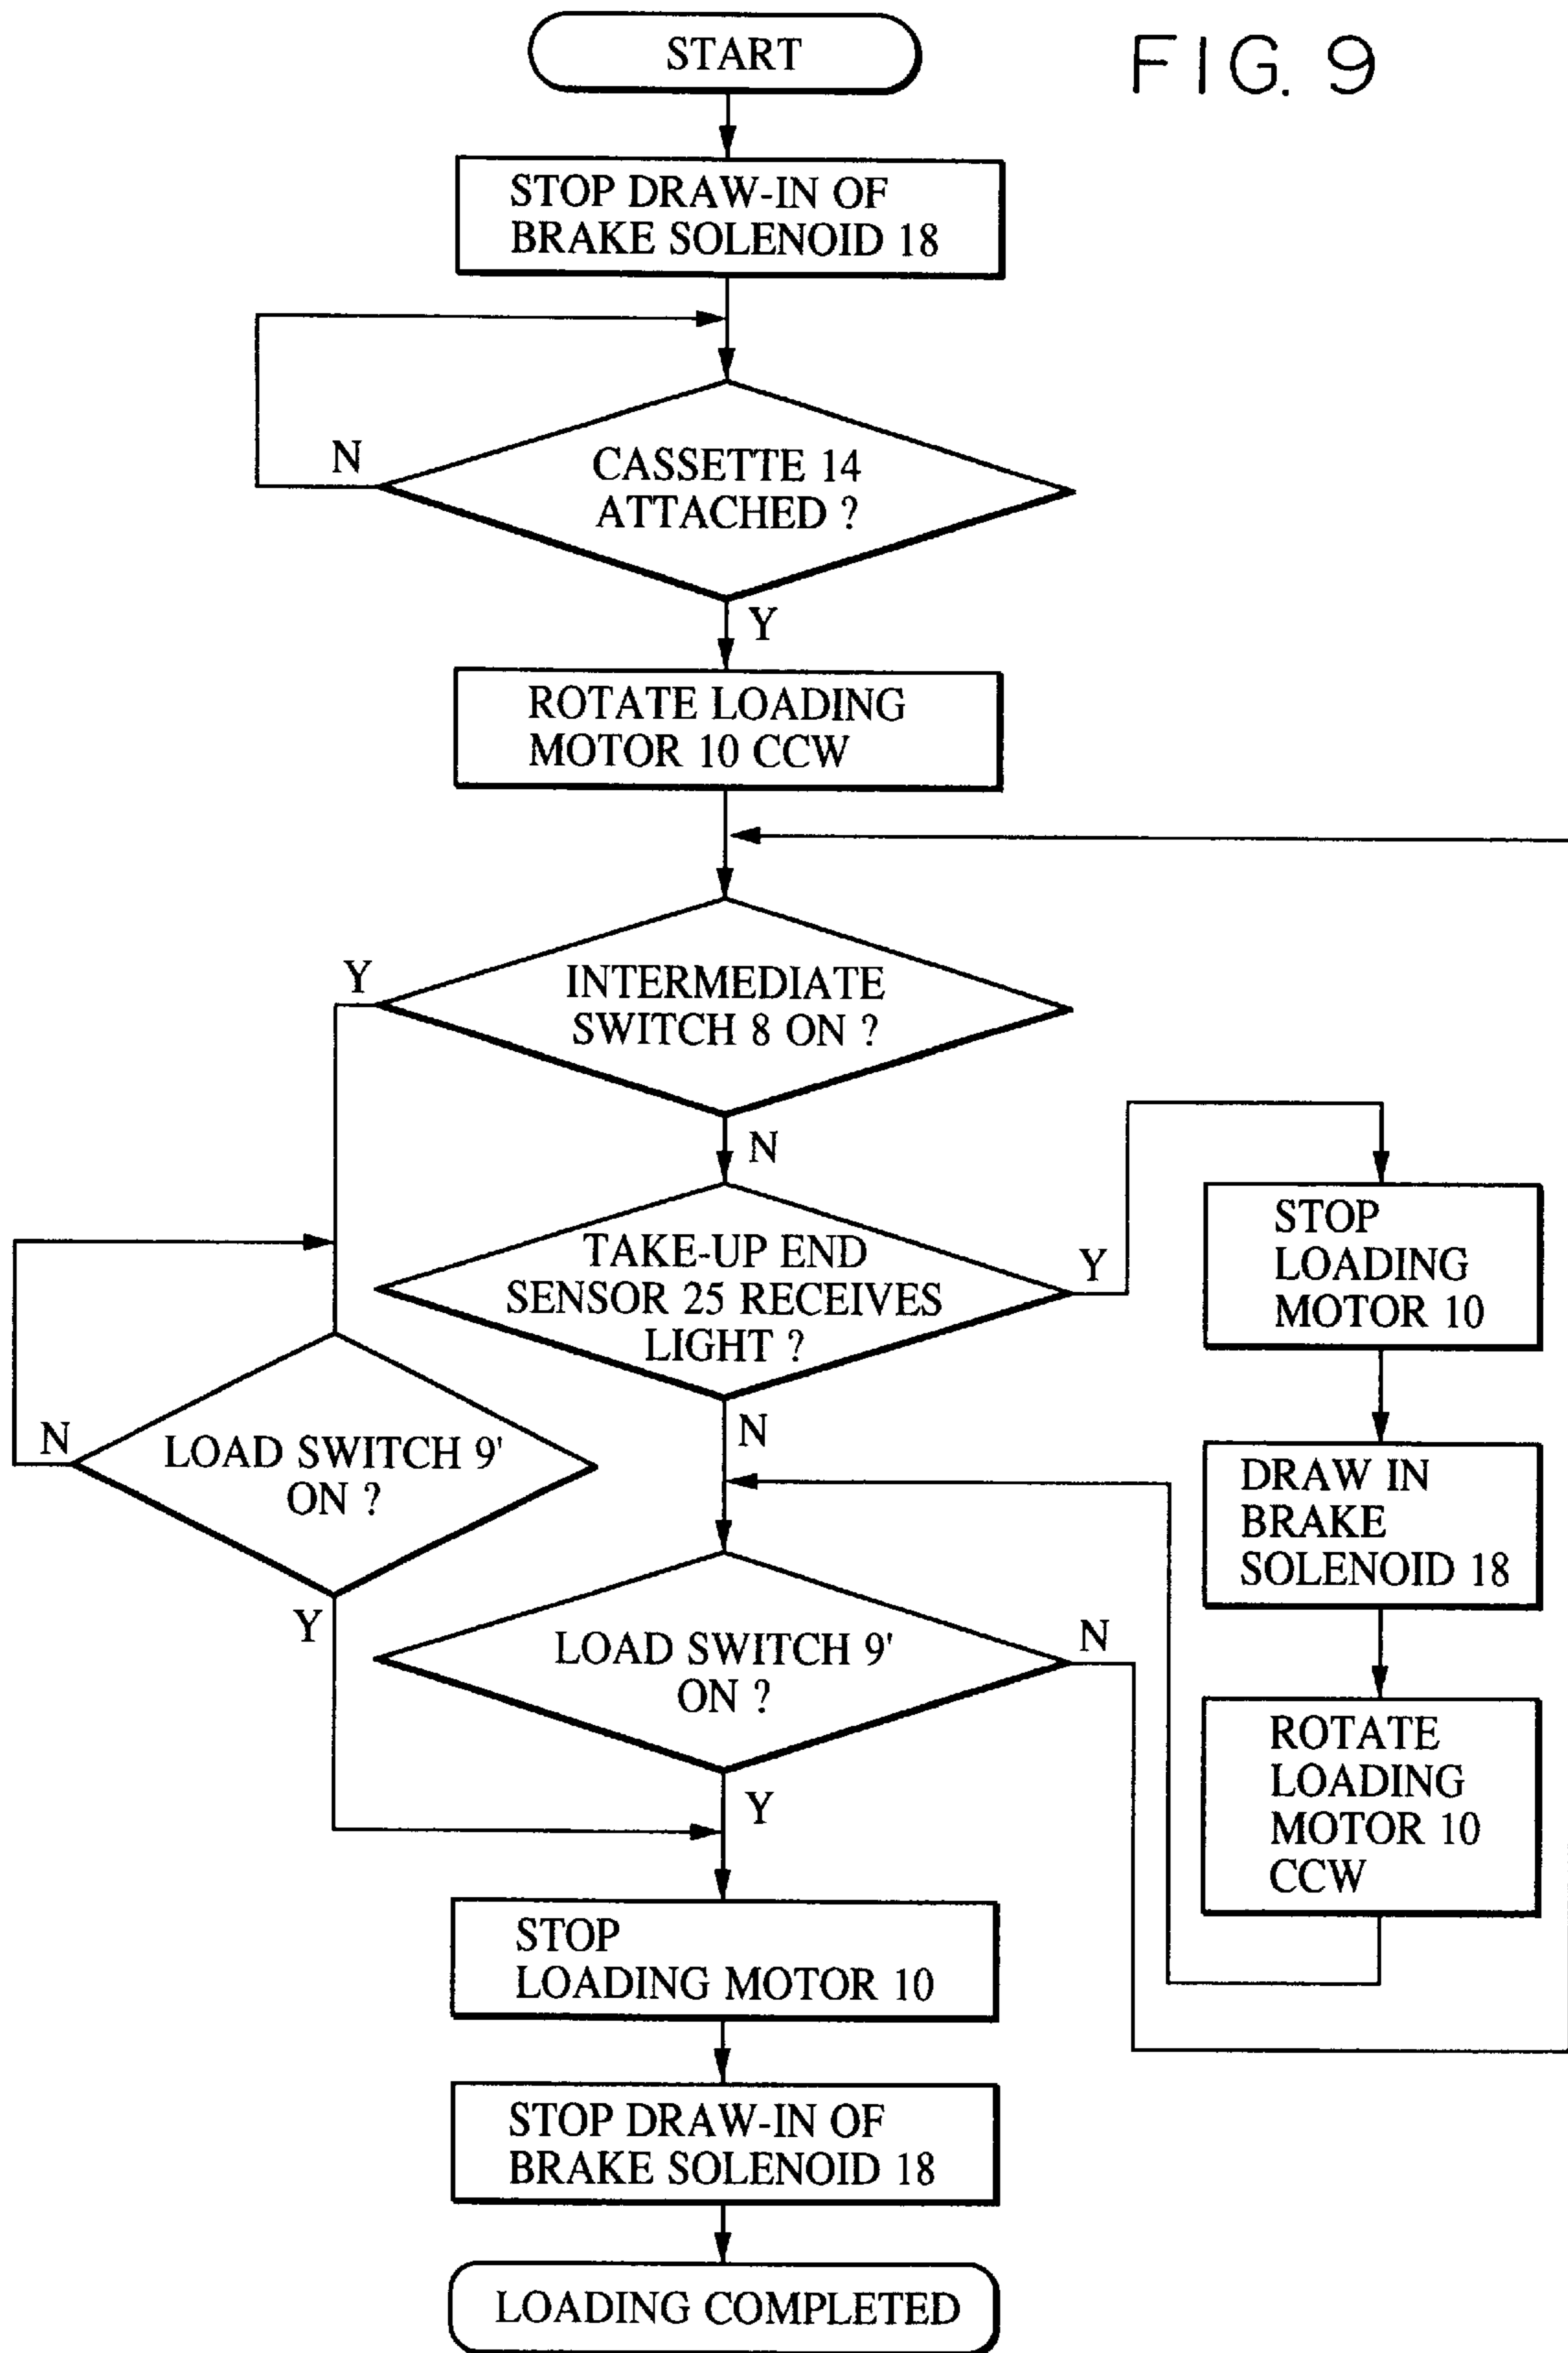 FIG. 9
START
STOP DRAW-IN OF
BRAKE SOLENOID 18
N
CASSETTE 14
ATTACHED ?
Y
ROTATE LOADING
MOTOR 10 CCW
Y
INTERMEDIATE
SWITCH 8 ON ?
N
TAKE-UP END
SENSOR 25 RECEIVES
LIGHT ?
Y
STOP
LOADING
MOTOR 10
N
N
LOAD SWITCH 9'
ON ?
DRAW IN
BRAKE
SOLENOID 18
Y
LOAD SWITCH 9'
ON ?
N
ROTATE
LOADING
MOTOR 10
CCW
Y
STOP
LOADING MOTOR 10
STOP DRAW-IN OF
BRAKE SOLENOID 18
LOADING COMPLETED